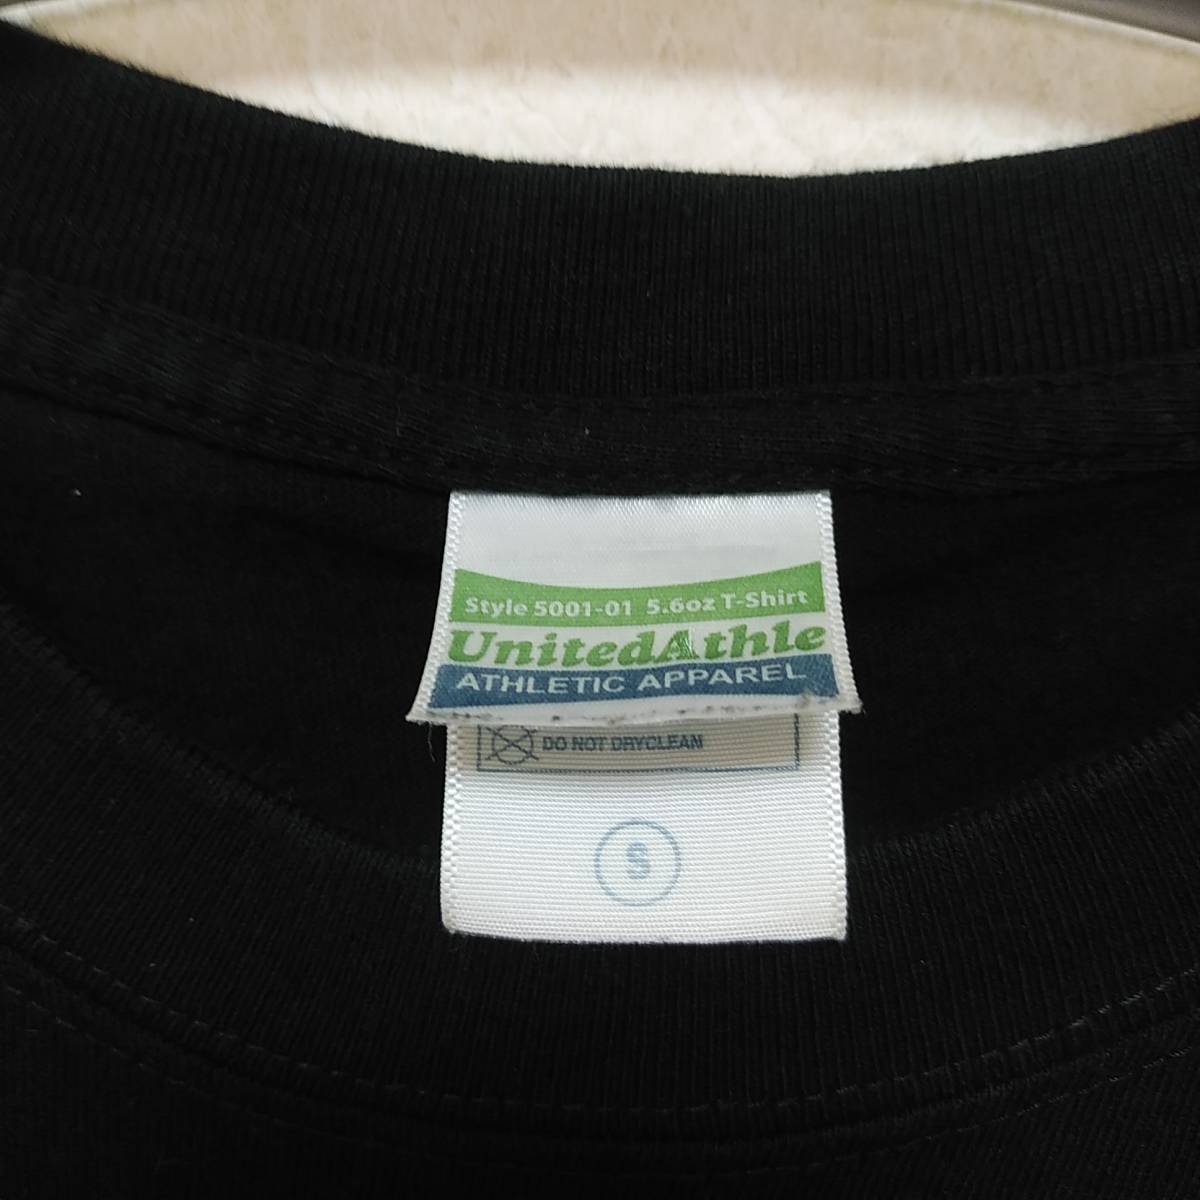 Style 5001-01 5.6oz T-Shirt
UnitedAthle
ATHLETIC APPAREL
DO NOT DRYCLEAN
S